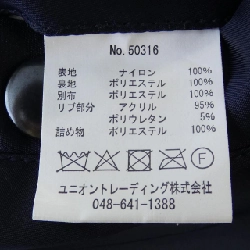 No. 50316
表地 ナイロン 100%
裏地 ポリエステル 100%
別布 ポリエステル 100%
リブ部分 アクリル 95%
ポリウレタン 5%
詰め物 ポリエステル 100%
F
ユニオントレーディング株式会社
048-641-1388